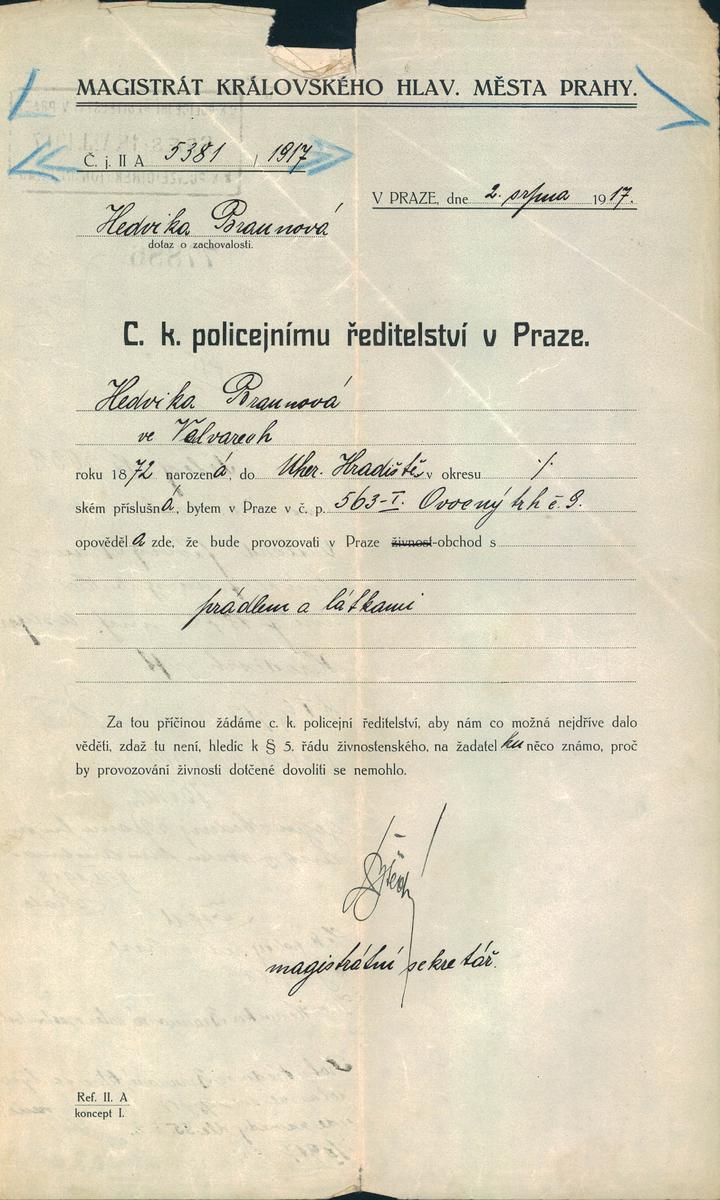 MAGISTRÁT KRÁLOVSKÉHO HLAV. MĚSTA PRAHY.
Č. j. II A 5381 / 1917
V PRAZE, dne 2. srpna 1917.
Hedvika Braunová
dotaz o zachovalosti.
C. k. policejnímu ředitelství v Praze.
Hedvika Braunová
ve Velvarech
roku 1872 narozená, do Uher. Hradiště v okresu ./.
ském příslušná, bytem v Praze v č. p. 563-I. Ovocný trh č. 9.
opověděla zde, že bude provozovati v Praze živnost-obchod s
prádlem a látkami
Za tou příčinou žádáme c. k. policejní ředitelství, aby nám co možná nejdříve dalo
věděti, zdaž tu není, hledíc k § 5. řádu živnostenského, na žadatelku něco známo, proč
by provozování živnosti dotčené dovoliti se nemohlo.
magistrátní sekretář.
Ref. II. A
koncept I.